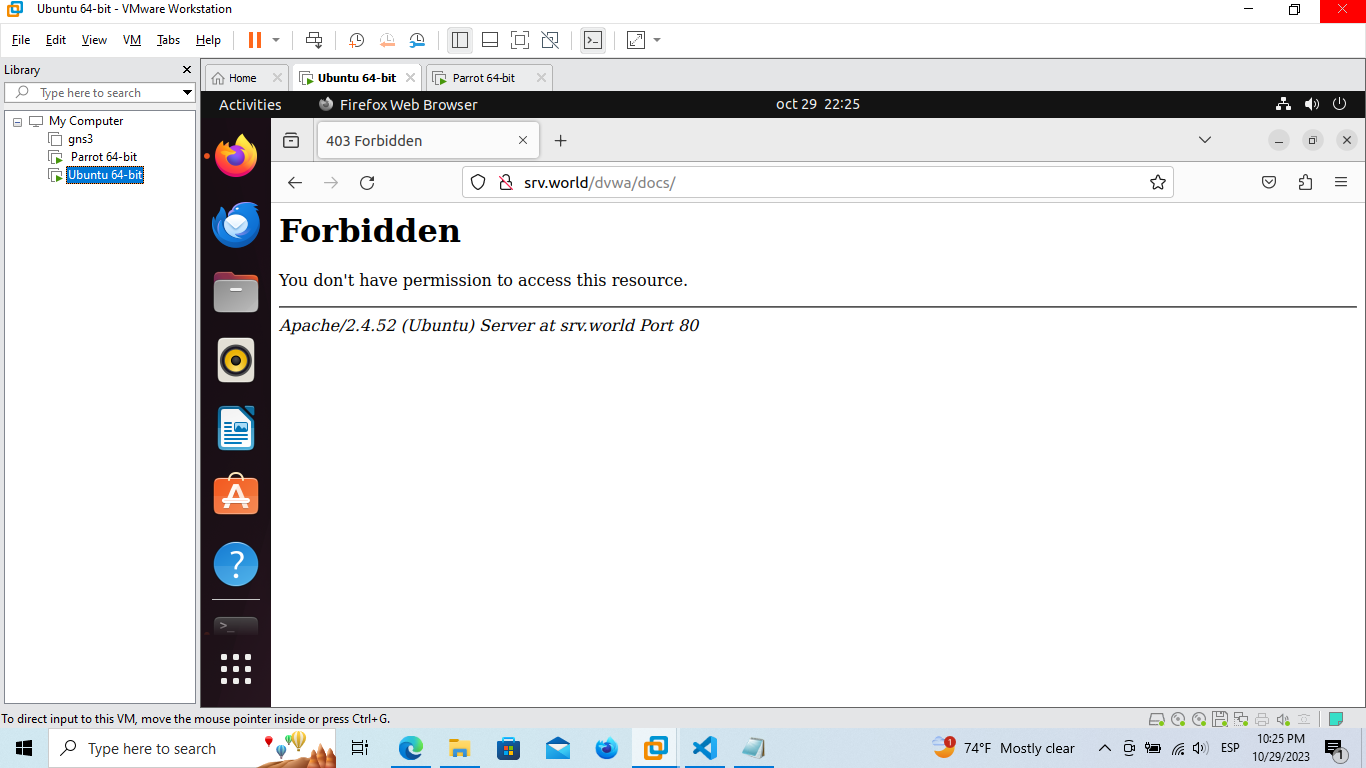 Ubuntu 64-bit - VMware Workstation
File Edit View VM Tabs Help
Library
Type here to search
My Computer
gns3
Parrot 64-bit
Ubuntu 64-bit
Home
Ubuntu 64-bit
Parrot 64-bit
Activities
Firefox Web Browser
oct 29 22:25
403 Forbidden
srv.world/dvwa/docs/
Forbidden
You don't have permission to access this resource.
Apache/2.4.52 (Ubuntu) Server at srv.world Port 80
To direct input to this VM, move the mouse pointer inside or press Ctrl+G.
Type here to search
1
74°F Mostly clear
ESP
10:25 PM
10/29/2023
1